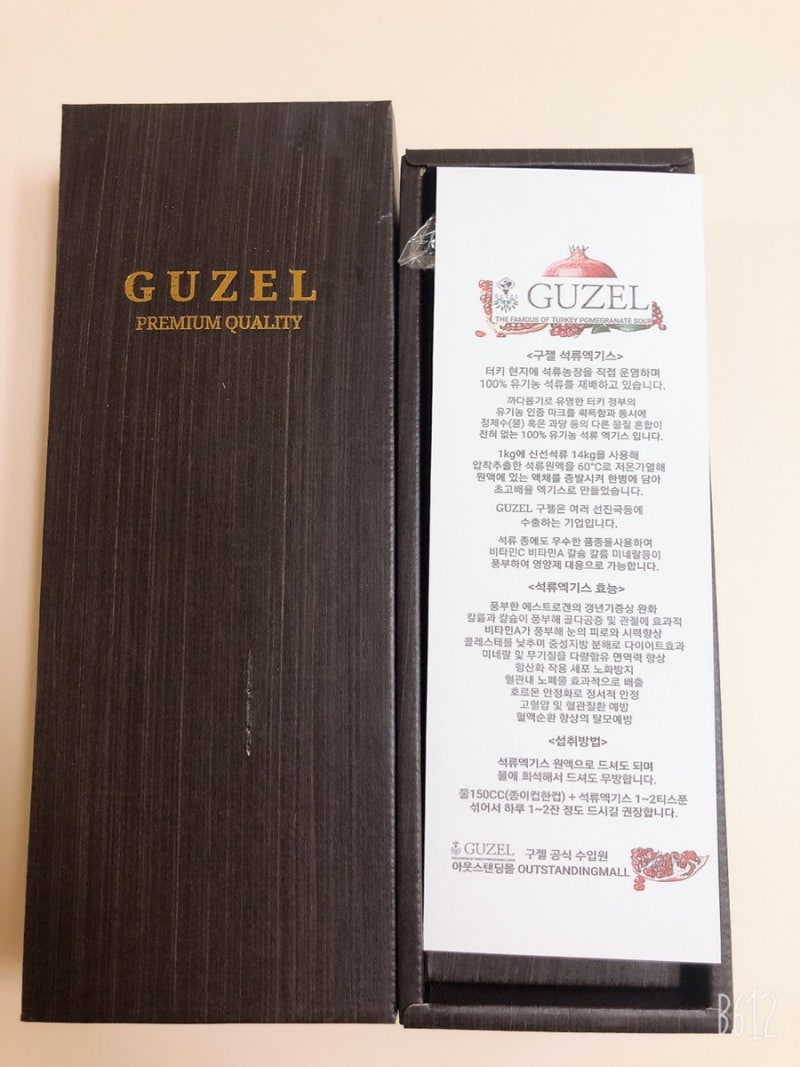 GUZEL
PREMIUM QUALITY
GUZEL
THE FAMOUS OF TURKEY POMEGRANATE SOUR
<구젤 석류엑기스>
터키 현지에 석류농장을 직접 운영하며
100% 유기농 석류를 재배하고 있습니다.
까다롭기로 유명한 터키 정부의
유기농 인증 마크를 획득함과 동시에
정제수(물) 혹은 과당 등의 다른 물질 혼합이
전혀 없는 100% 유기농 석류 엑기스 입니다.
1kg에 신선석류 14kg을 사용해
압착추출한 석류원액을 60°C로 저온가열해
원액에 있는 액체를 증발시켜 한병에 담아
초고배율 엑기스로 만들었습니다.
GUZEL 구젤은 여러 선진국등에
수출하는 기업입니다.
석류 종에도 우수한 품종을사용하여
비타민C 비타민A 칼슘 칼륨 미네랄등이
풍부하여 영양제 대용으로 가능합니다.
<석류엑기스 효능>
풍부한 에스트로겐의 갱년기증상 완화
칼륨과 칼슘이 풍부해 골다공증 및 관절에 효과적
비타민A가 풍부해 눈의 피로와 시력향상
콜레스테롤 낮추며 중성지방 분해로 다이어트효과
미네랄 및 무기질을 다량함유 면역력 향상
항산화 작용 세포 노화방지
혈관내 노폐물 효과적으로 배출
호르몬 안정화로 정서적 안정
고혈압 및 혈관질환 예방
혈액순환 향상의 탈모예방
<섭취방법>
석류엑기스 원액으로 드셔도 되며
물에 희석해서 드셔도 무방합니다.
물150CC(종이컵한컵) + 석류엑기스 1~2티스푼
섞어서 하루 1~2잔 정도 드시길 권장합니다.
GUZEL 구젤 공식 수입원
아웃스탠딩몰 OUTSTANDINGMALL
B612